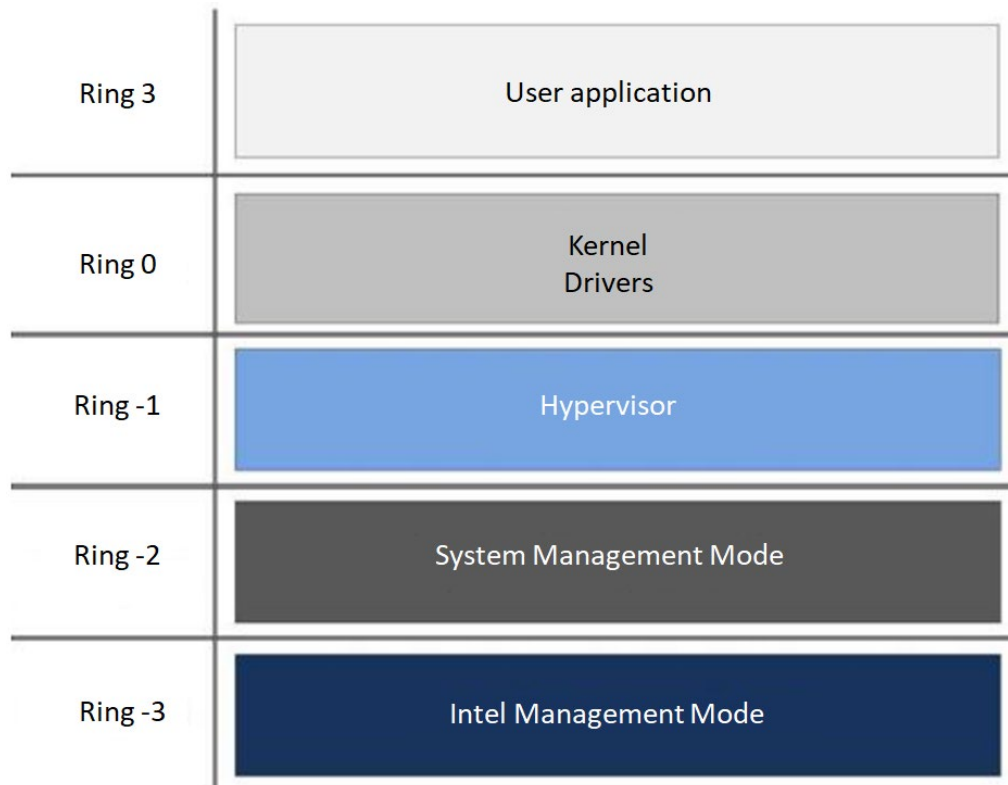 Ring 3
User application
Ring 0
Kernel
Drivers
Ring -1
Hypervisor
Ring -2
System Management Mode
Ring -3
Intel Management Mode